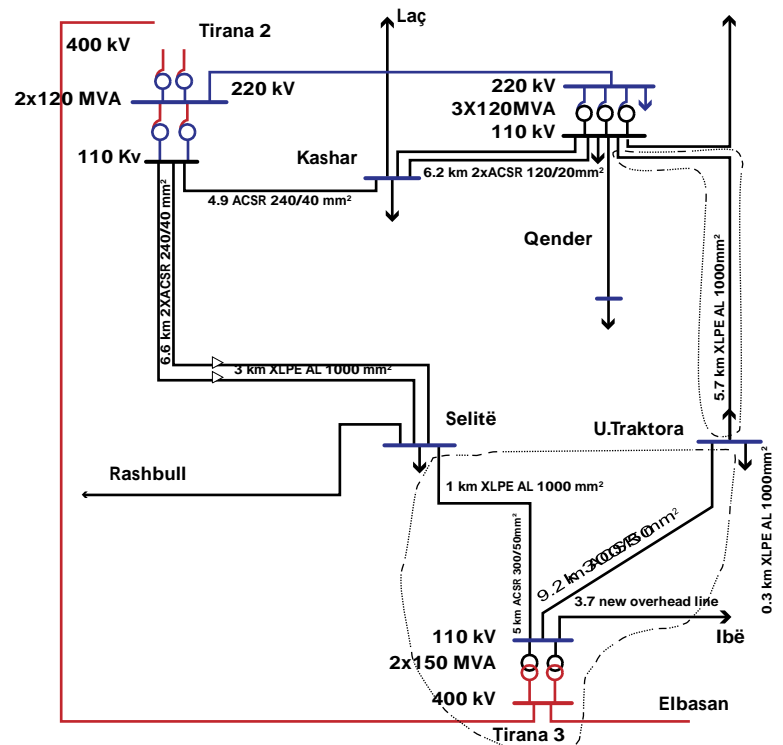 Laç
400 kV
Tirana 2
2x120 MVA
220 kV
220 kV
3X120MVA
110 kV
110 Kv
Kashar
6.2 km 2xACSR 120/20mm²
4.9 ACSR 240/40 mm²
Qender
6.6 km 2XACSR 240/40 mm²
3 km XLPE AL 1000 mm²
5.7 km XLPE AL 1000mm²
Selitë
U.Traktora
Rashbull
1 km XLPE AL 1000 mm²
0.3 km XLPE AL 1000mm²
5 km ACSR 300/50mm²
9.2 km
mm²
3.7 new overhead line
110 kV
Ibë
2x150 MVA
400 kV
Elbasan
Tirana 3